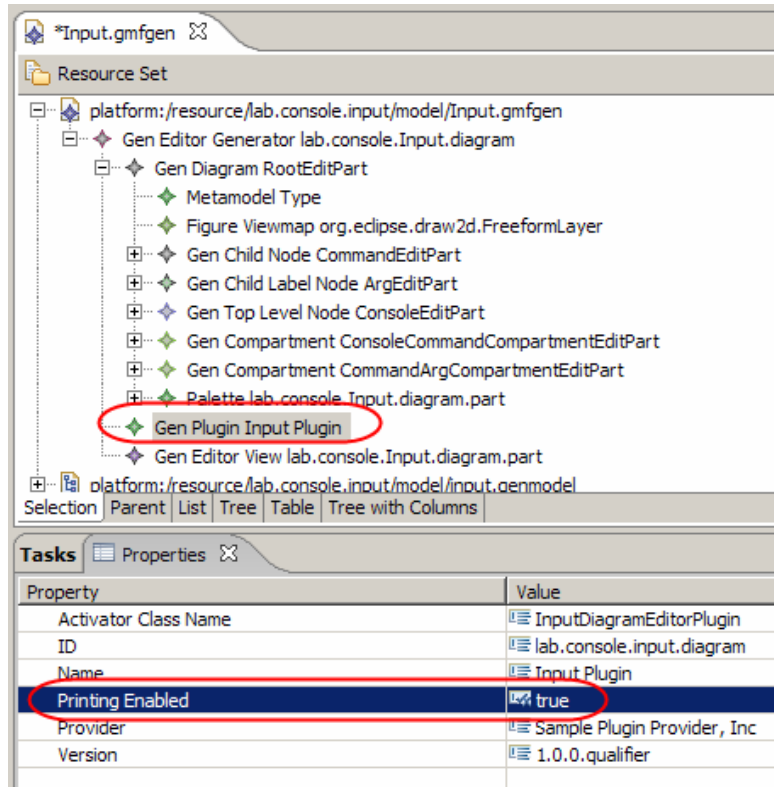 *Input.gmfgen
Resource Set
platform:/resource/lab.console.input/model/Input.gmfgen
Gen Editor Generator lab.console.Input.diagram
Gen Diagram RootEditPart
Metamodel Type
Figure Viewmap org.eclipse.draw2d.FreeformLayer
Gen Child Node CommandEditPart
Gen Child Label Node ArgEditPart
Gen Top Level Node ConsoleEditPart
Gen Compartment ConsoleCommandCompartmentEditPart
Gen Compartment CommandArgCompartmentEditPart
Palette lab.console.Input.diagram.part
Gen Plugin Input Plugin
Gen Editor View lab.console.Input.diagram.part
platform:/resource/lab.console.input/model/input.genmodel
Selection Parent List Tree Table Tree with Columns
Tasks Properties
Property Value
Activator Class Name InputDiagramEditorPlugin
ID lab.console.input.diagram
Name Input Plugin
Printing Enabled true
Provider Sample Plugin Provider, Inc
Version 1.0.0.qualifier